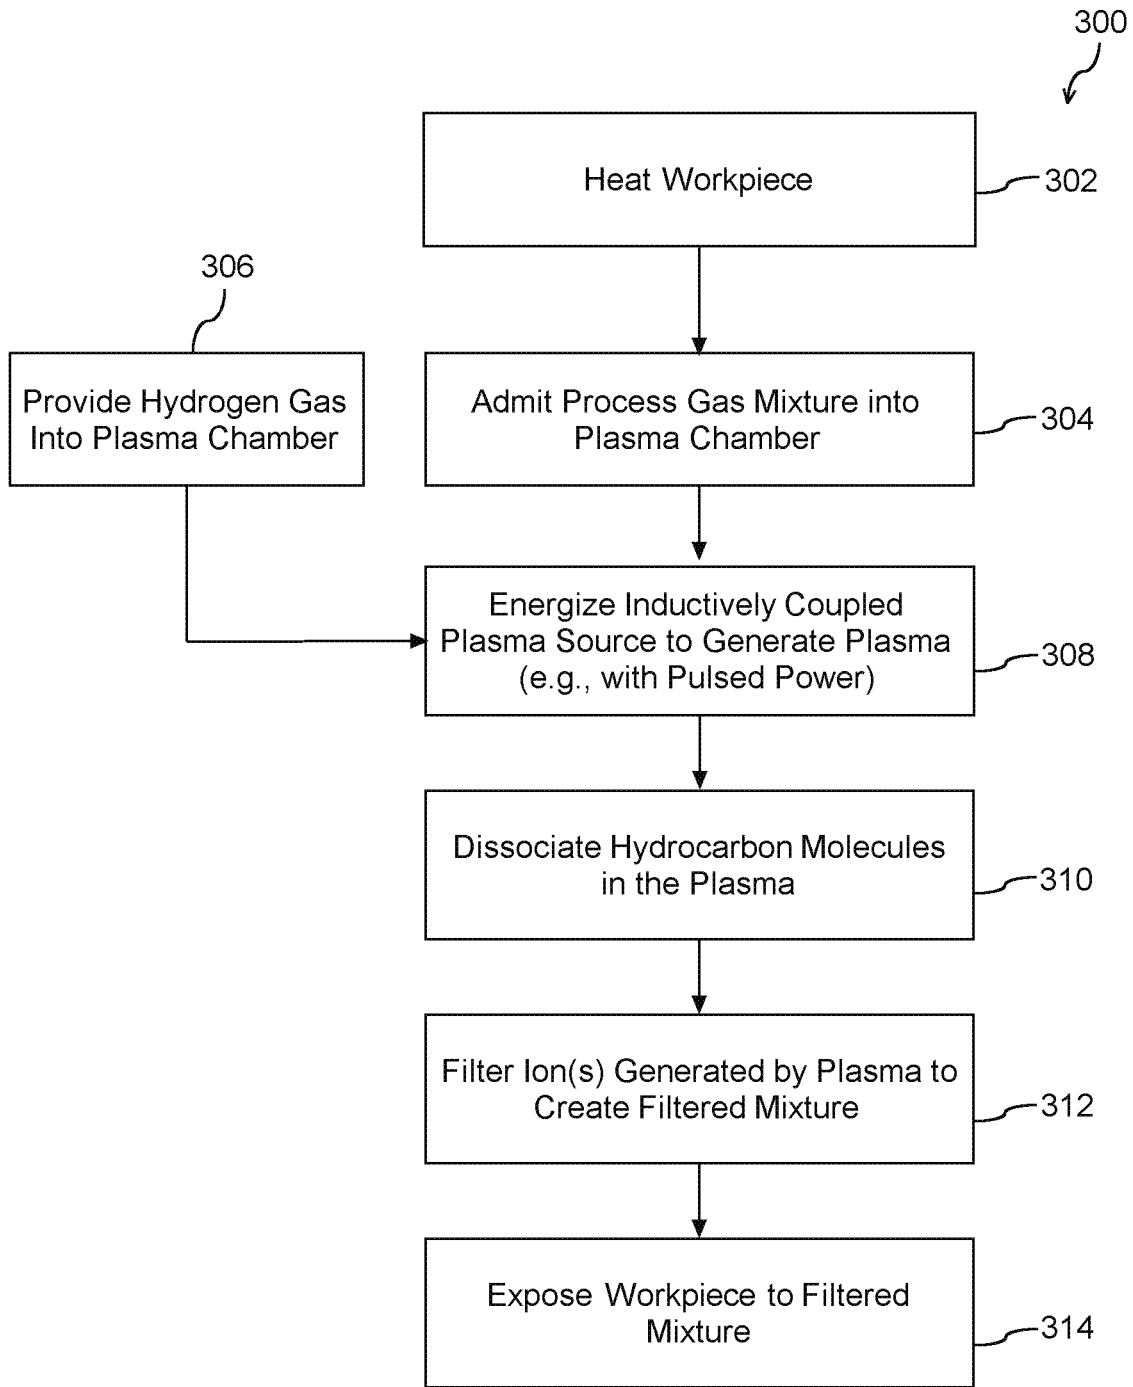 300
Heat Workpiece
302
306
Provide Hydrogen Gas
Into Plasma Chamber
Admit Process Gas Mixture into
Plasma Chamber
304
Energize Inductively Coupled
Plasma Source to Generate Plasma
(e.g., with Pulsed Power)
308
Dissociate Hydrocarbon Molecules
in the Plasma
310
Filter Ion(s) Generated by Plasma to
Create Filtered Mixture
312
Expose Workpiece to Filtered
Mixture
314